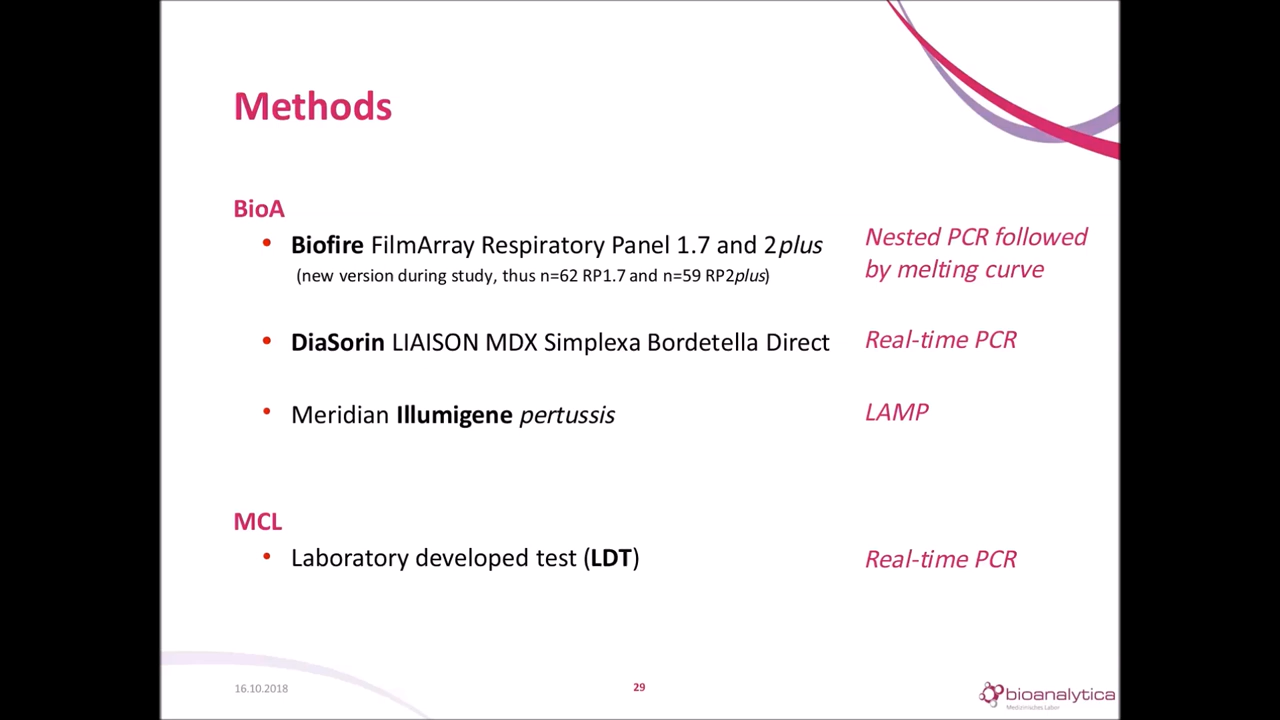 Methods
BioA
• Biofire FilmArray Respiratory Panel 1.7 and 2plus
Nested PCR followed
by melting curve
(new version during study, thus n=62 RP1.7 and n=59 RP2plus)
• DiaSorin LIAISON MDX Simplexa Bordetella Direct
Real-time PCR
• Meridian Illumigene pertussis
LAMP
MCL
• Laboratory developed test (LDT)
Real-time PCR
16.10.2018
29
bioanalytica
Medizinisches Labor